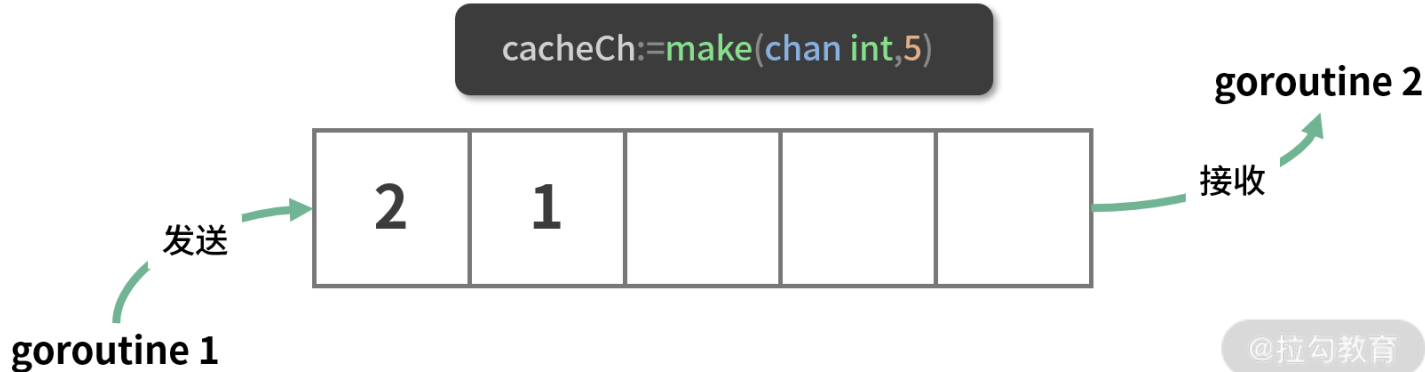 cacheCh:=make(chan int,5)
goroutine 2
接收
2 1
发送
goroutine 1
@拉勾教育